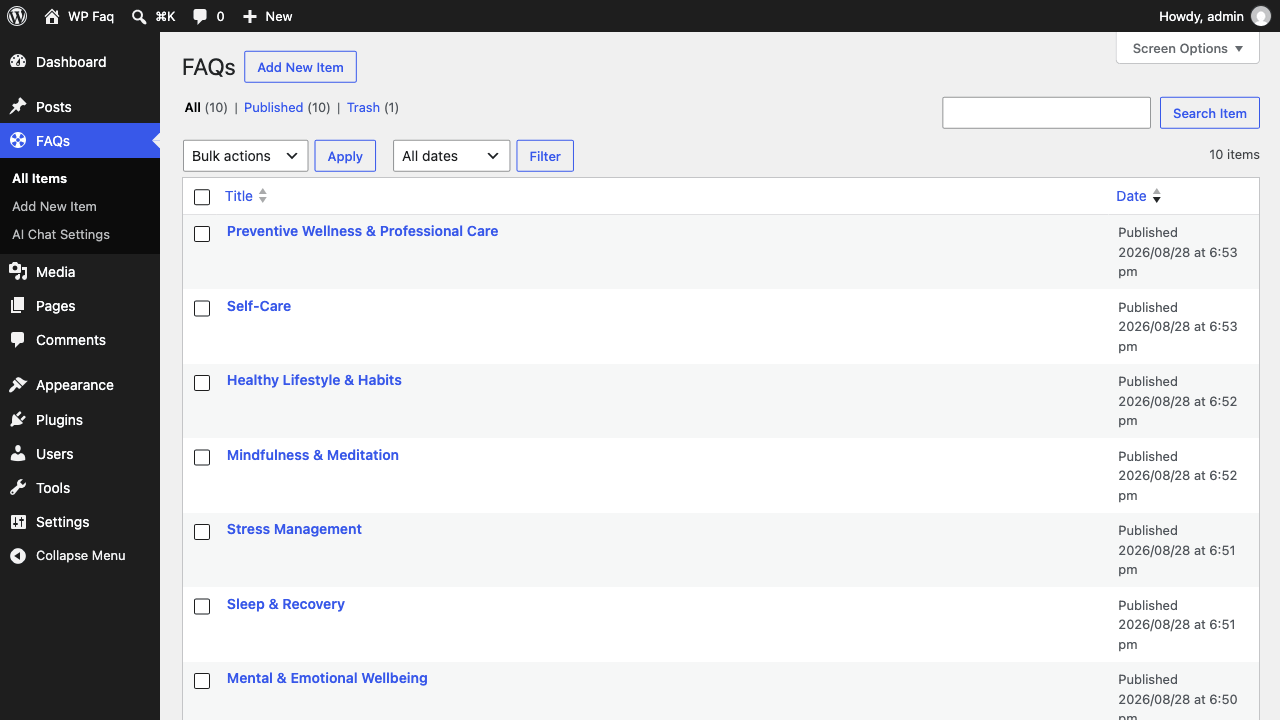 WP Faq ⌘K 0 New Howdy, admin
Dashboard
Posts
FAQs
All Items
Add New Item
AI Chat Settings
Media
Pages
Comments
Appearance
Plugins
Users
Tools
Settings
Collapse Menu
Screen Options
FAQs Add New Item
All (10) | Published (10) | Trash (1)
Search Item
Bulk actions Apply All dates Filter 10 items
Title Date
Preventive Wellness & Professional Care
Published
2026/08/28 at 6:53
pm
Self-Care
Published
2026/08/28 at 6:53
pm
Healthy Lifestyle & Habits
Published
2026/08/28 at 6:52
pm
Mindfulness & Meditation
Published
2026/08/28 at 6:52
pm
Stress Management
Published
2026/08/28 at 6:51
pm
Sleep & Recovery
Published
2026/08/28 at 6:51
pm
Mental & Emotional Wellbeing
Published
2026/08/28 at 6:50
pm